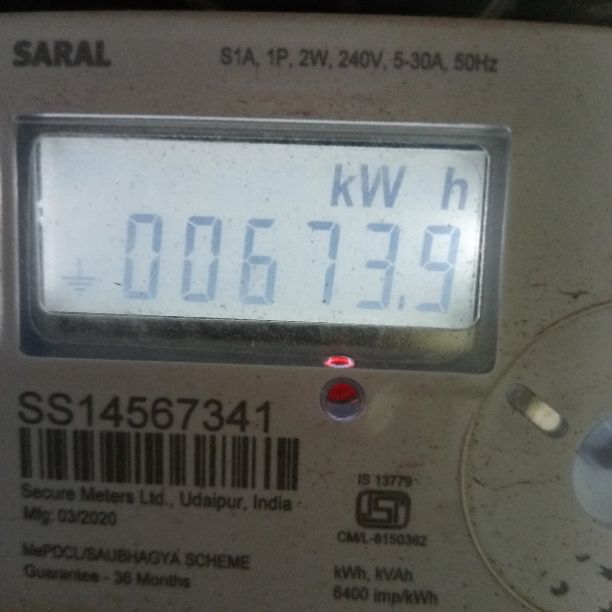 SARAL
S1A, 1P, 2W, 240V, 5-30A, 50Hz
kW h
00673.9
SS14567341
Secure Meters Ltd., Udaipur, India
Mfg: 03/2020
MePDCL/SAUBHAGYA SCHEME
Guarantee - 36 Months
IS 13779
ISI
CM/L-8150362
kWh, kVAh
6400 imp/kWh